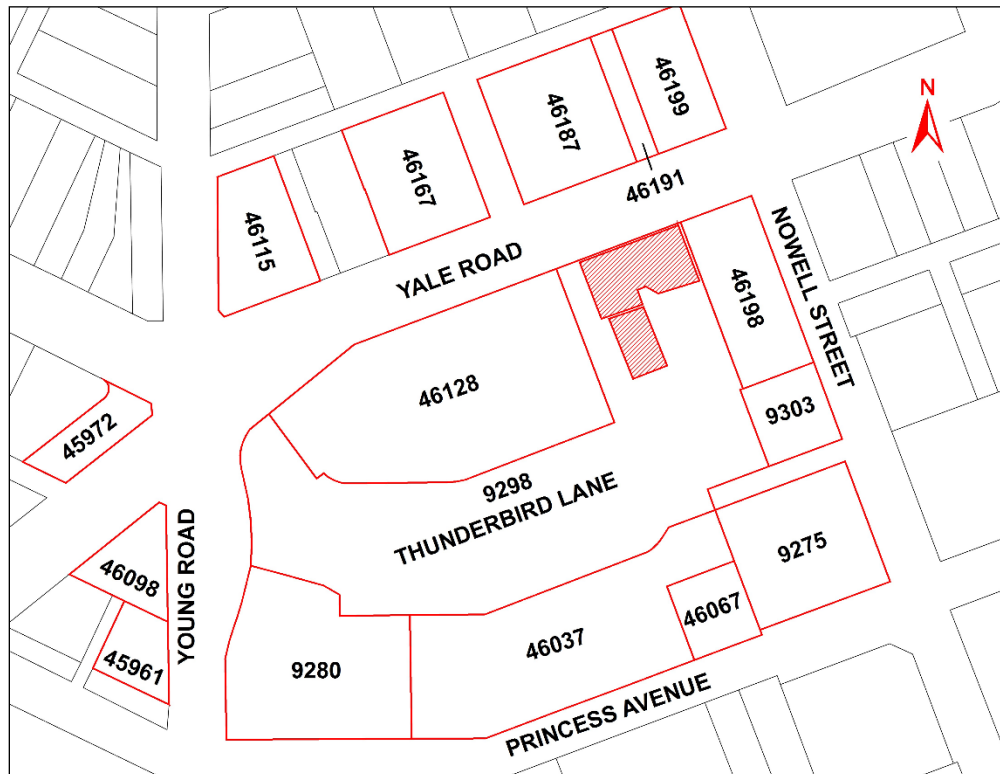 46199
46187
N
46191
46167
46115
YALE ROAD
NOWELL STREET
46198
46128
9303
45972
9298
THUNDERBIRD LANE
9275
46098
YOUNG ROAD
46067
46037
45961
9280
PRINCESS AVENUE